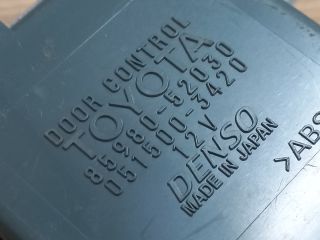 DOOR CONTROL
TOYOTA
85980-52030
051500-3420
12V
DENSO
MADE IN JAPAN
>ABS